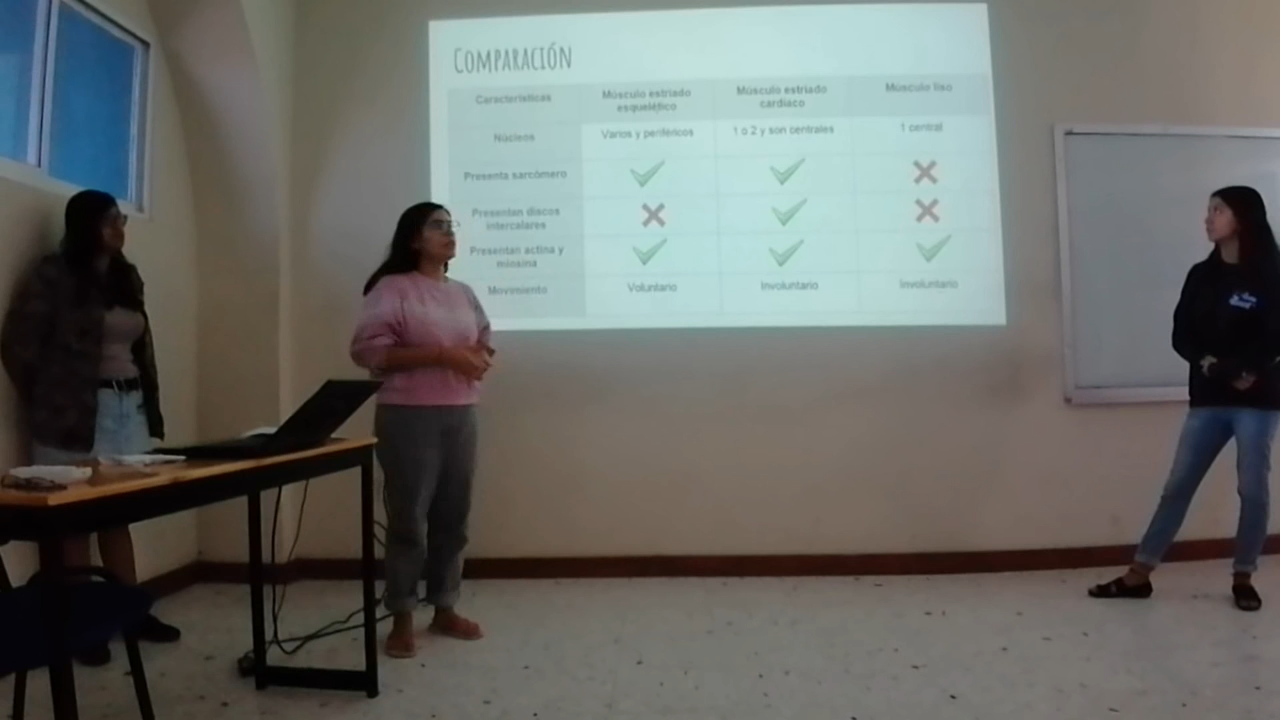 COMPARACIÓN
Características
Músculo estriado esquelético
Músculo estriado cardiaco
Músculo liso
Núcleos
Varios y periféricos
1 o 2 y son centrales
1 central
Presenta sarcómero
Presentan discos intercalares
Presentan actina y miosina
Movimiento
Voluntario
Involuntario
Involuntario